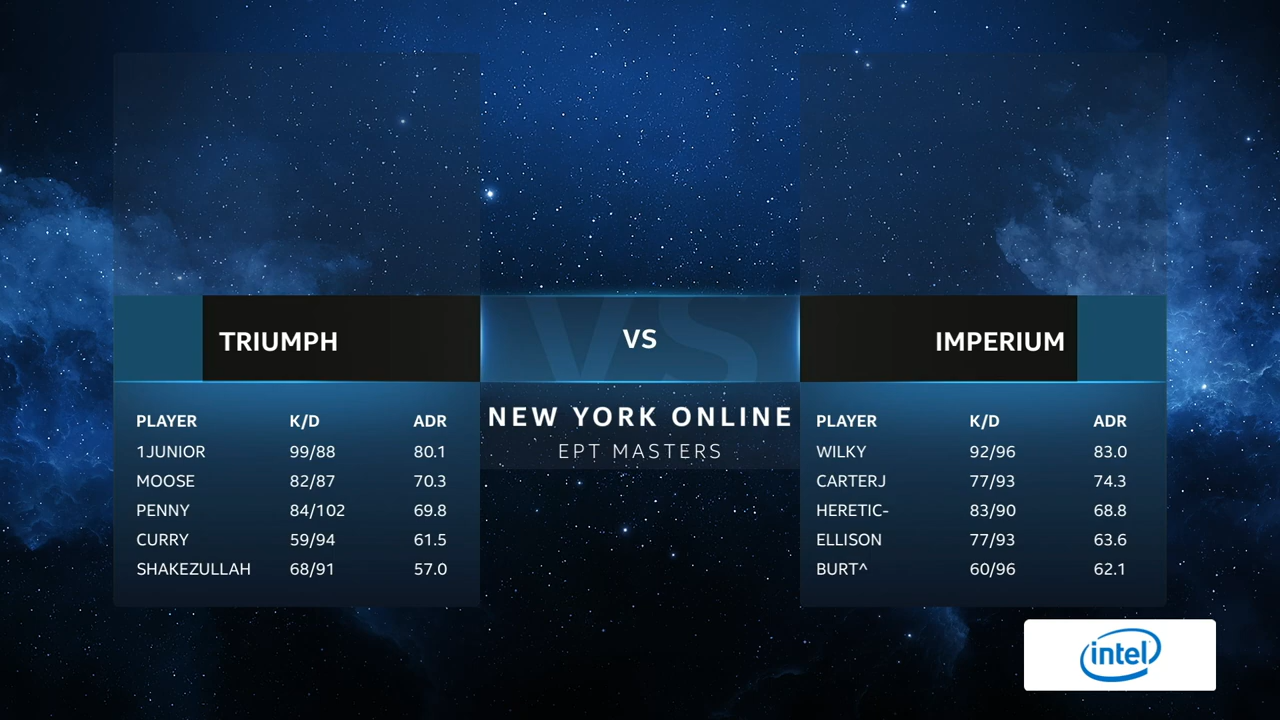 TRIUMPH
VS
IMPERIUM
NEW YORK ONLINE
EPT MASTERS
PLAYER K/D ADR
1JUNIOR 99/88 80.1
MOOSE 82/87 70.3
PENNY 84/102 69.8
CURRY 59/94 61.5
SHAKEZULLAH 68/91 57.0
PLAYER K/D ADR
WILKY 92/96 83.0
CARTERJ 77/93 74.3
HERETIC- 83/90 68.8
ELLISON 77/93 63.6
BURT^ 60/96 62.1
intel